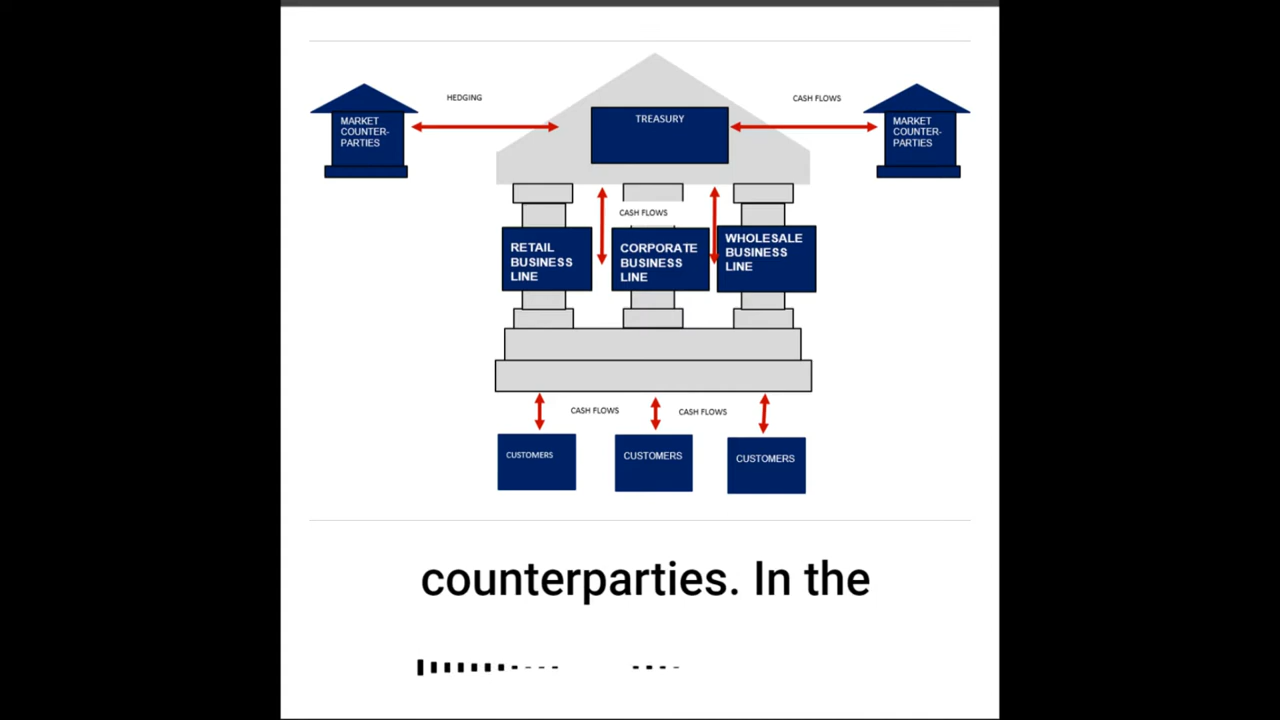 HEDGING
CASH FLOWS
MARKET
COUNTER-
PARTIES
TREASURY
MARKET
COUNTER-
PARTIES
CASH FLOWS
RETAIL
BUSINESS
LINE
CORPORATE
BUSINESS
LINE
WHOLESALE
BUSINESS
LINE
CASH FLOWS
CASH FLOWS
CUSTOMERS
CUSTOMERS
CUSTOMERS
counterparties. In the